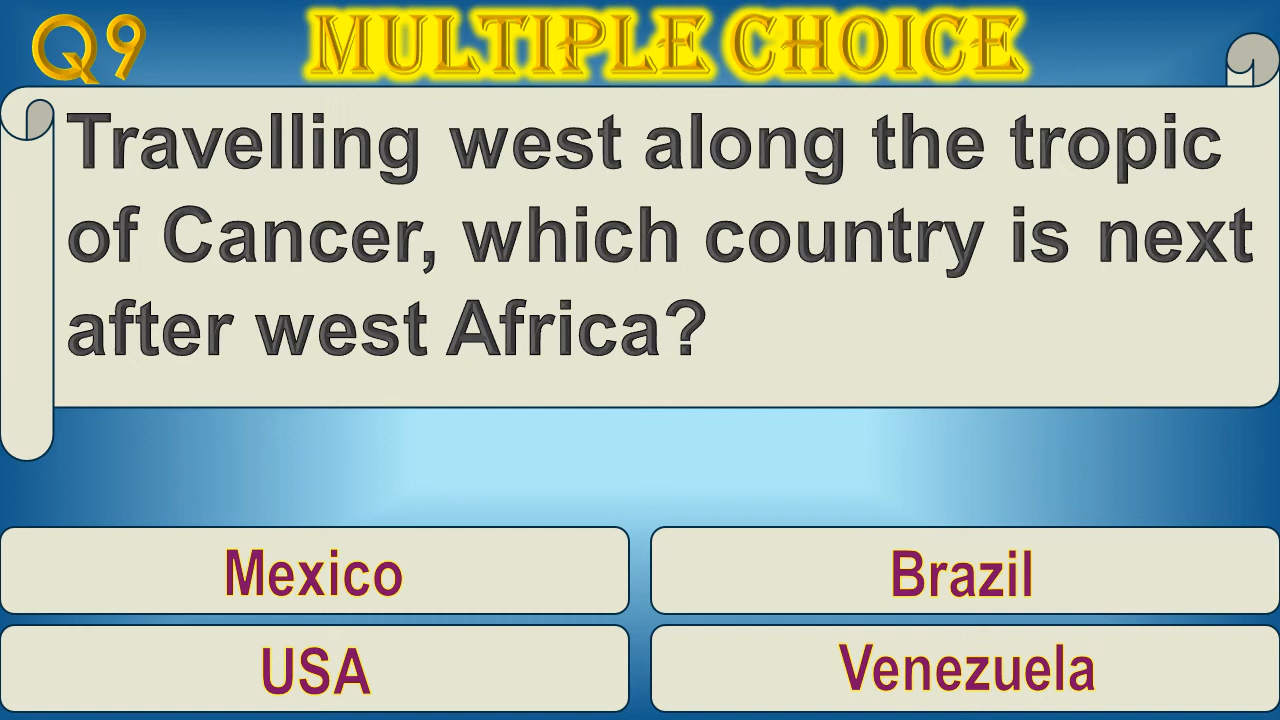 Q9
MULTIPLE CHOICE
Travelling west along the tropic
of Cancer, which country is next
after west Africa?
Mexico
Brazil
USA
Venezuela